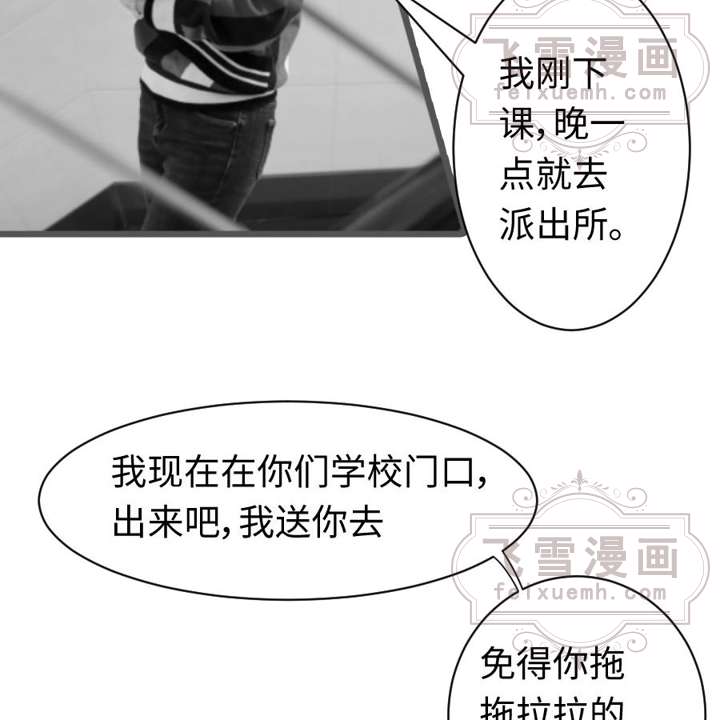 飞雪漫画
feixuemh.com
我刚下
课，晚一
点就去
派出所。
我现在在你们学校门口，
出来吧，我送你去
飞雪漫画
feixuemh.com
免得你拖
拖拉拉的